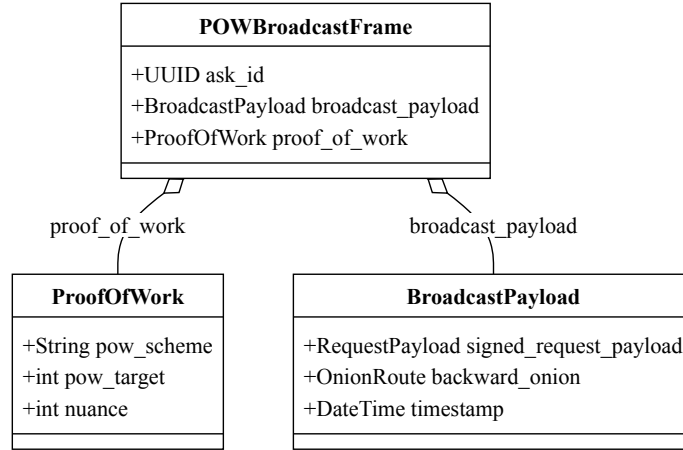 POWBroadcastFrame
+UUID ask_id
+BroadcastPayload broadcast_payload
+ProofOfWork proof_of_work
proof_of_work
broadcast_payload
ProofOfWork
+String pow_scheme
+int pow_target
+int nuance
BroadcastPayload
+RequestPayload signed_request_payload
+OnionRoute backward_onion
+DateTime timestamp